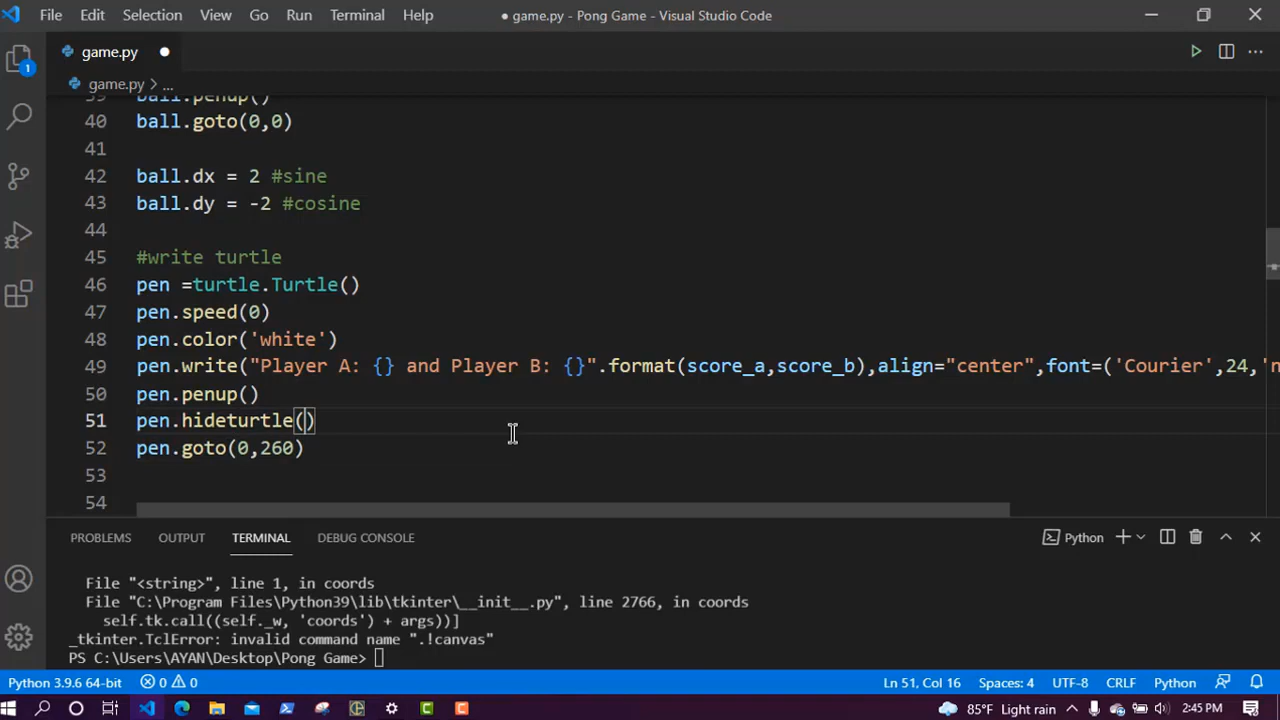 File Edit Selection View Go Run Terminal Help ● game.py - Pong Game - Visual Studio Code
game.py
game.py > ...
1
39 ball.penup()
40 ball.goto(0,0)
41
42 ball.dx = 2 #sine
43 ball.dy = -2 #cosine
44
45 #write turtle
46 pen =turtle.Turtle()
47 pen.speed(0)
48 pen.color('white')
49 pen.write("Player A: {} and Player B: {}".format(score_a,score_b),align="center",font=('Courier',24,'n
50 pen.penup()
51 pen.hideturtle()
52 pen.goto(0,260)
53
54
PROBLEMS OUTPUT TERMINAL DEBUG CONSOLE Python
File "<string>", line 1, in coords
File "C:\Program Files\Python39\lib\tkinter\__init__.py", line 2766, in coords
self.tk.call((self._w, 'coords') + args))]
_tkinter.TclError: invalid command name ".!canvas"
PS C:\Users\AYAN\Desktop\Pong Game>
Python 3.9.6 64-bit 0 0 Ln 51, Col 16 Spaces: 4 UTF-8 CRLF Python
85°F Light rain 2:45 PM